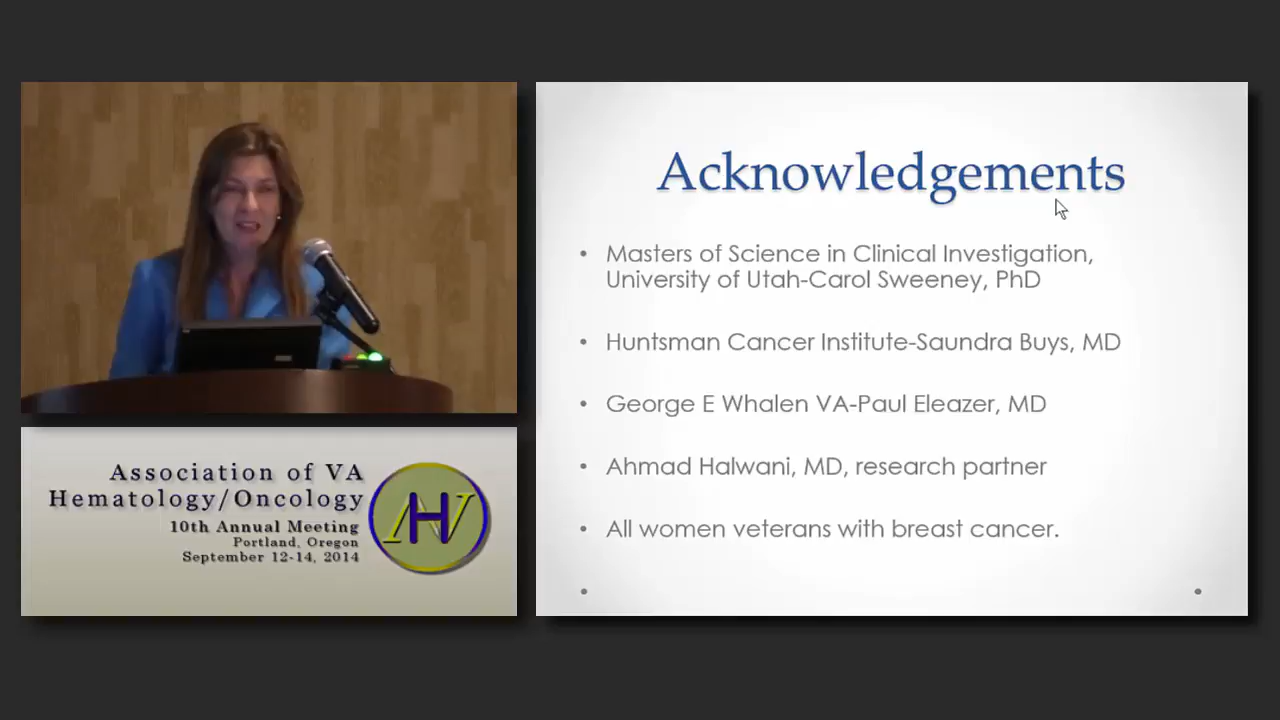 Acknowledgements
• Masters of Science in Clinical Investigation,
University of Utah-Carol Sweeney, PhD
• Huntsman Cancer Institute-Saundra Buys, MD
• George E Whalen VA-Paul Eleazer, MD
• Ahmad Halwani, MD, research partner
• All women veterans with breast cancer.
Association of VA
Hematology/Oncology
10th Annual Meeting
Portland, Oregon
September 12-14, 2014
VH